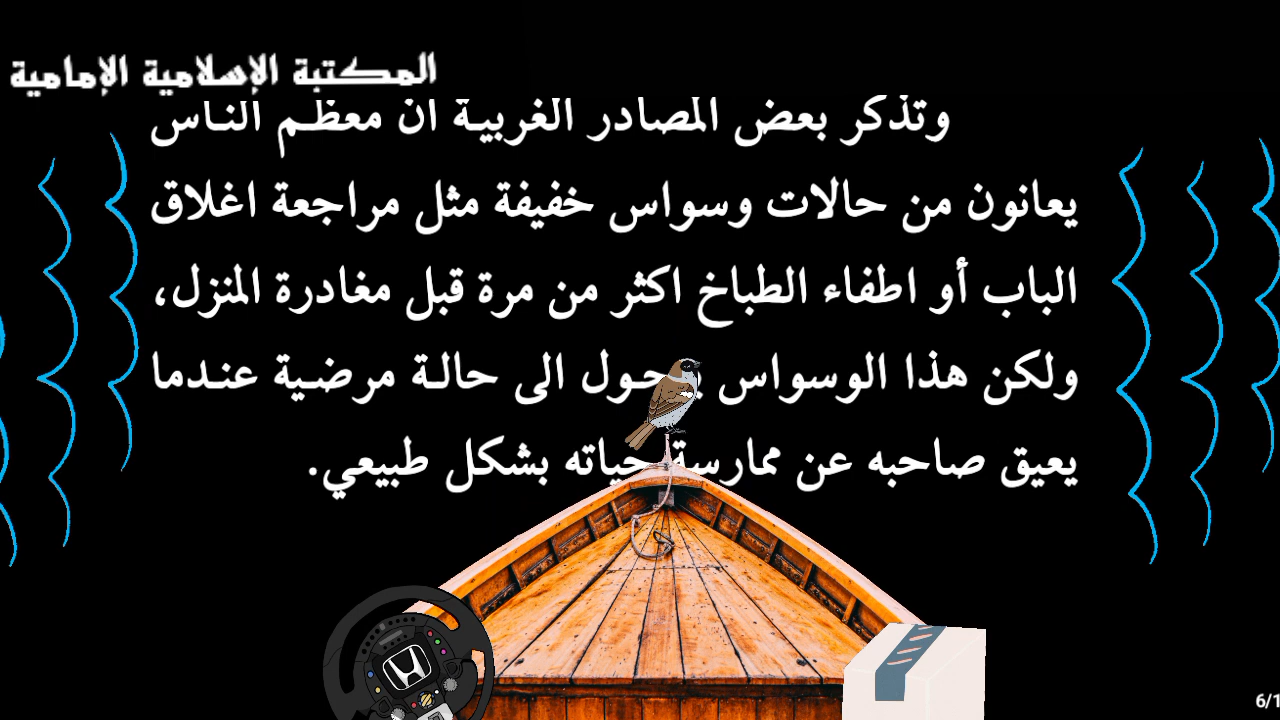 المكتبة الإسلامية الإمامية
وتذكر بعض المصادر الغربية ان معظم الناس
يعانون من حالات وسواس خفيفة مثل مراجعة اغلاق
الباب أو اطفاء الطباخ اكثر من مرة قبل مغادرة المنزل،
ولكن هذا الوسواس الى حالة مرضية عندما
يعيق صاحبه عن ممارسة حياته بشكل طبيعي.
6/1